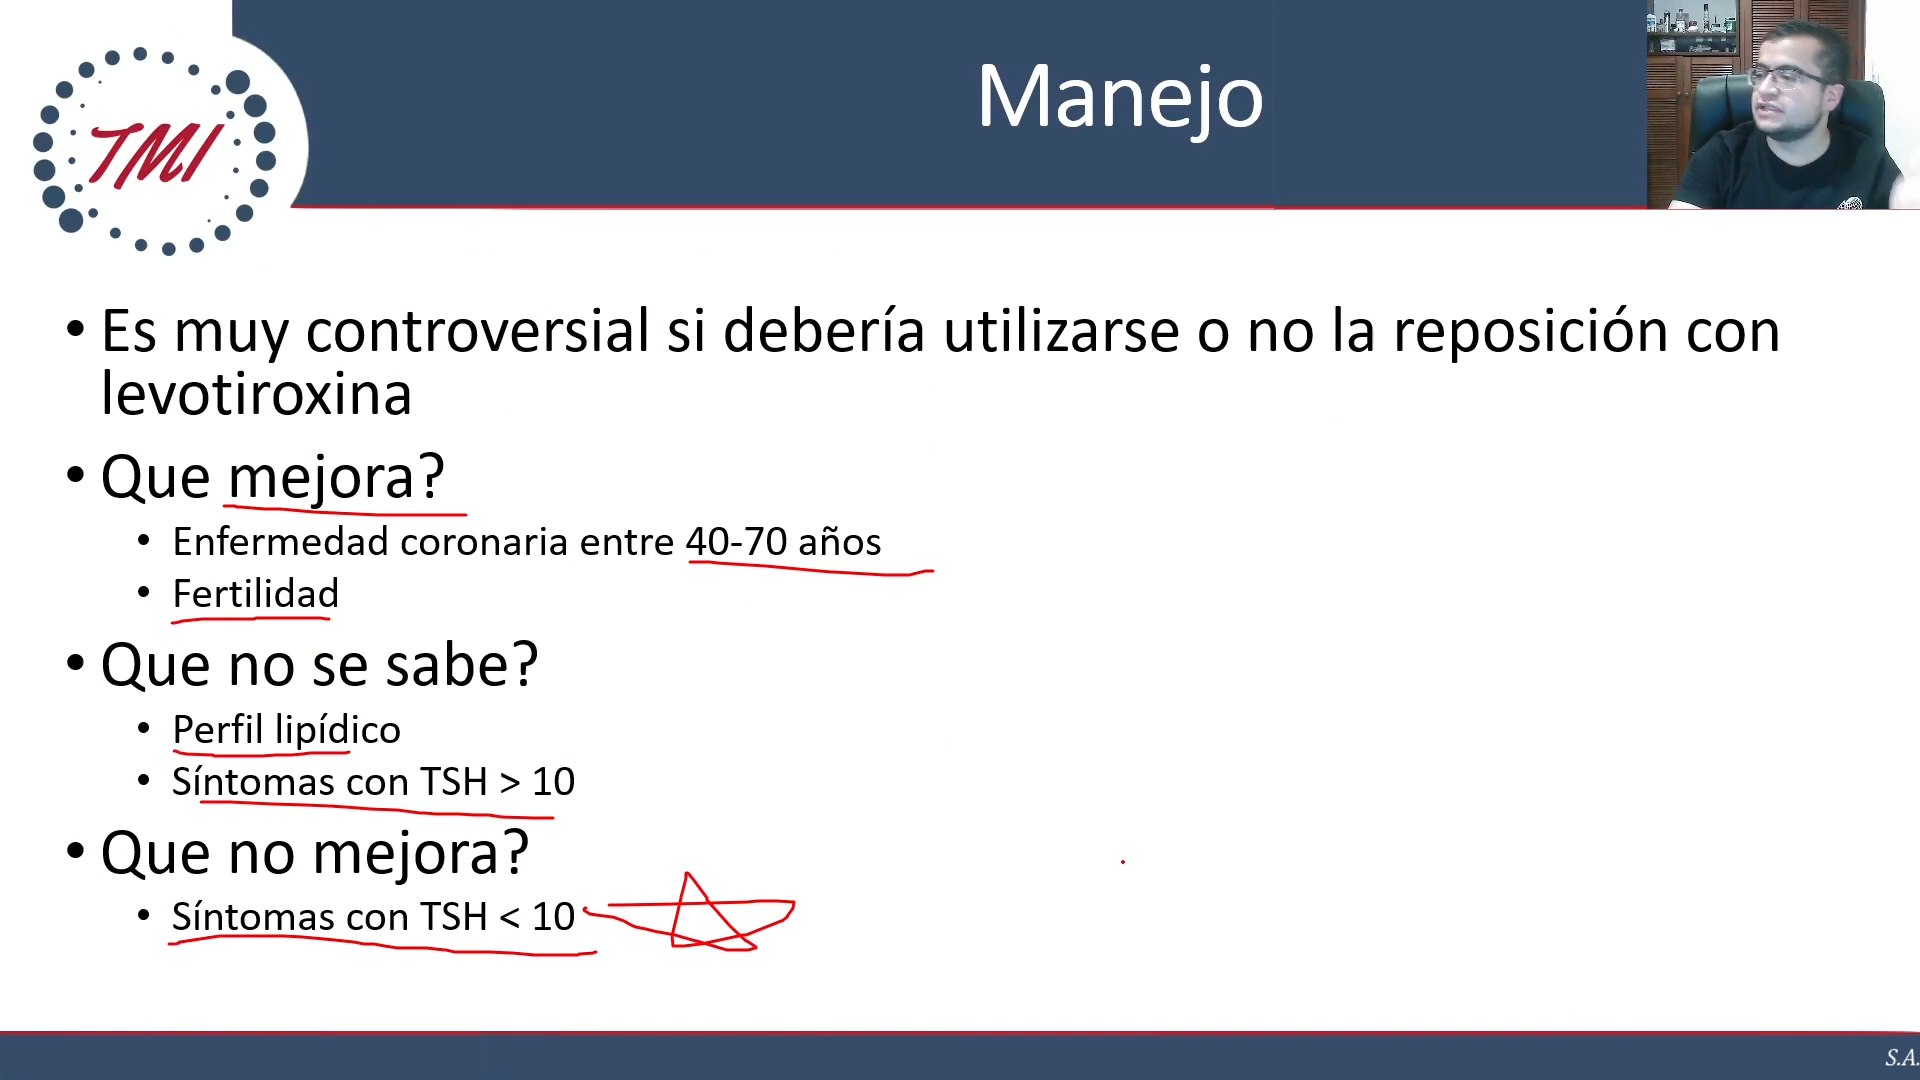 TMI
Manejo
• Es muy controversial si debería utilizarse o no la reposición con
levotiroxina
• Que mejora?
• Enfermedad coronaria entre 40-70 años
• Fertilidad
• Que no se sabe?
• Perfil lipídico
• Síntomas con TSH > 10
• Que no mejora?
• Síntomas con TSH < 10
S.A.